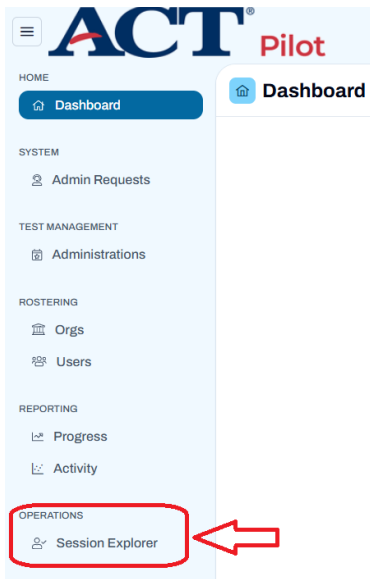 ACT®
Pilot
HOME
Dashboard
Dashboard
SYSTEM
Admin Requests
TEST MANAGEMENT
Administrations
ROSTERING
Orgs
Users
REPORTING
Progress
Activity
OPERATIONS
Session Explorer